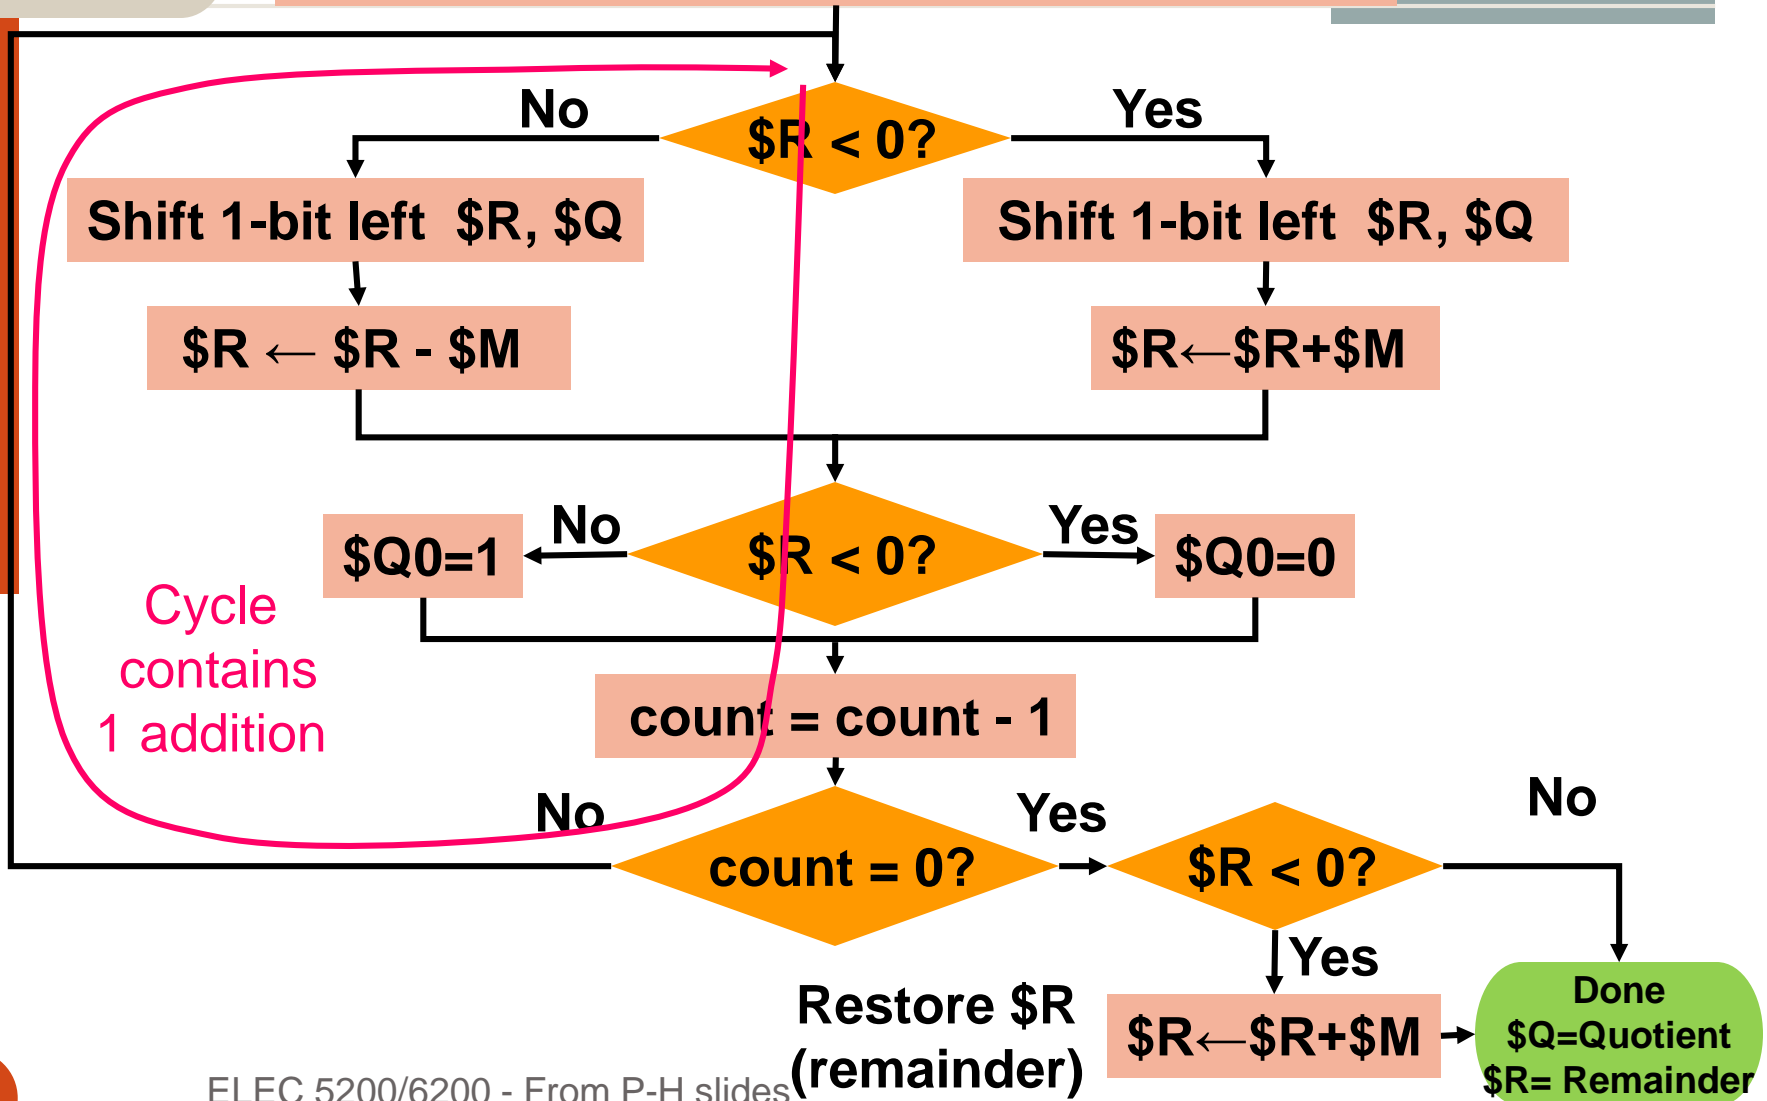 No
Yes
$R < 0?
Shift 1-bit left  $R, $Q
Shift 1-bit left  $R, $Q
$R ← $R - $M
$R←$R+$M
No
Yes
$Q0=1
$R < 0?
$Q0=0
Cycle
contains
1 addition
count = count - 1
No
Yes
No
count = 0?
$R < 0?
Yes
Restore $R
(remainder)
$R←$R+$M
Done
$Q=Quotient
$R= Remainder
ELEC 5200/6200 - From P-H slides